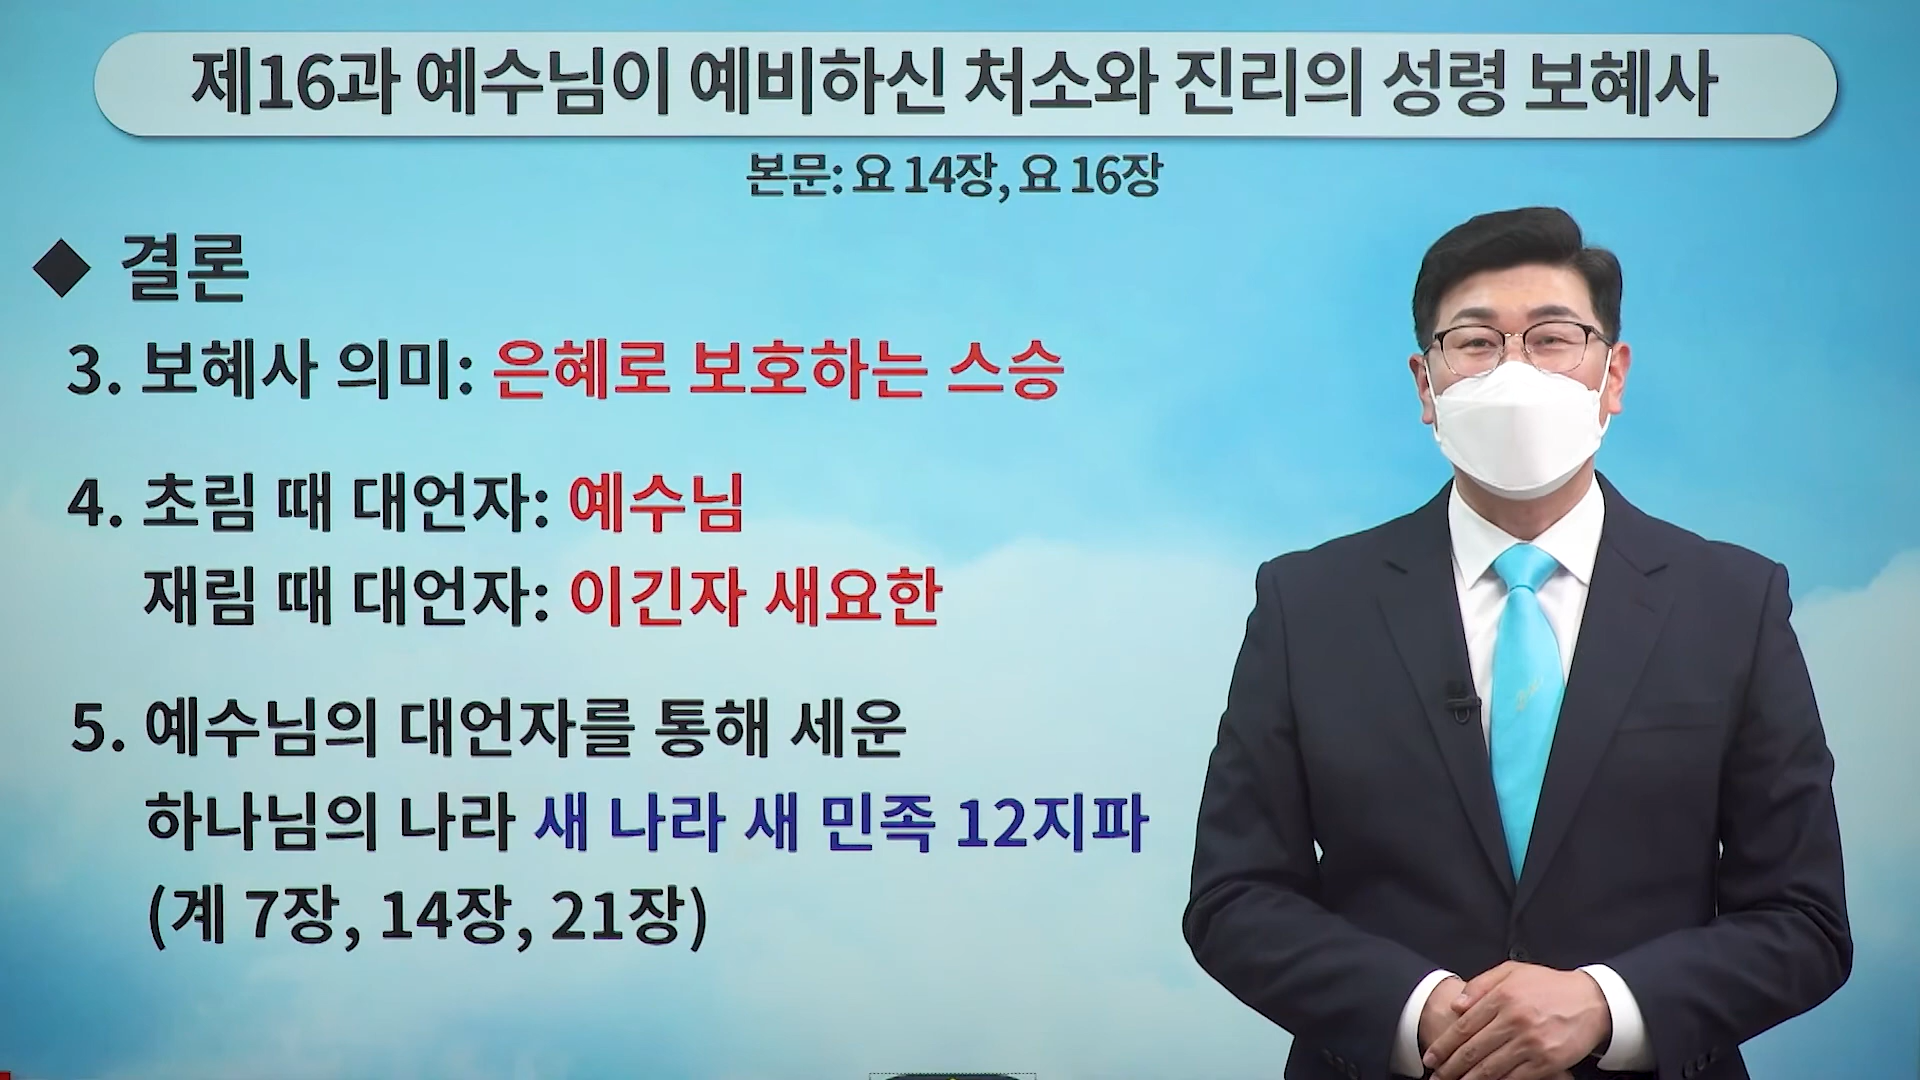 제16과 예수님이 예비하신 처소와 진리의 성령 보혜사
본문: 요 14장, 요 16장
◆ 결론
3. 보혜사 의미: 은혜로 보호하는 스승
4. 초림 때 대언자: 예수님
재림 때 대언자: 이긴자 새요한
5. 예수님의 대언자를 통해 세운
하나님의 나라 새 나라 새 민족 12지파
(계 7장, 14장, 21장)